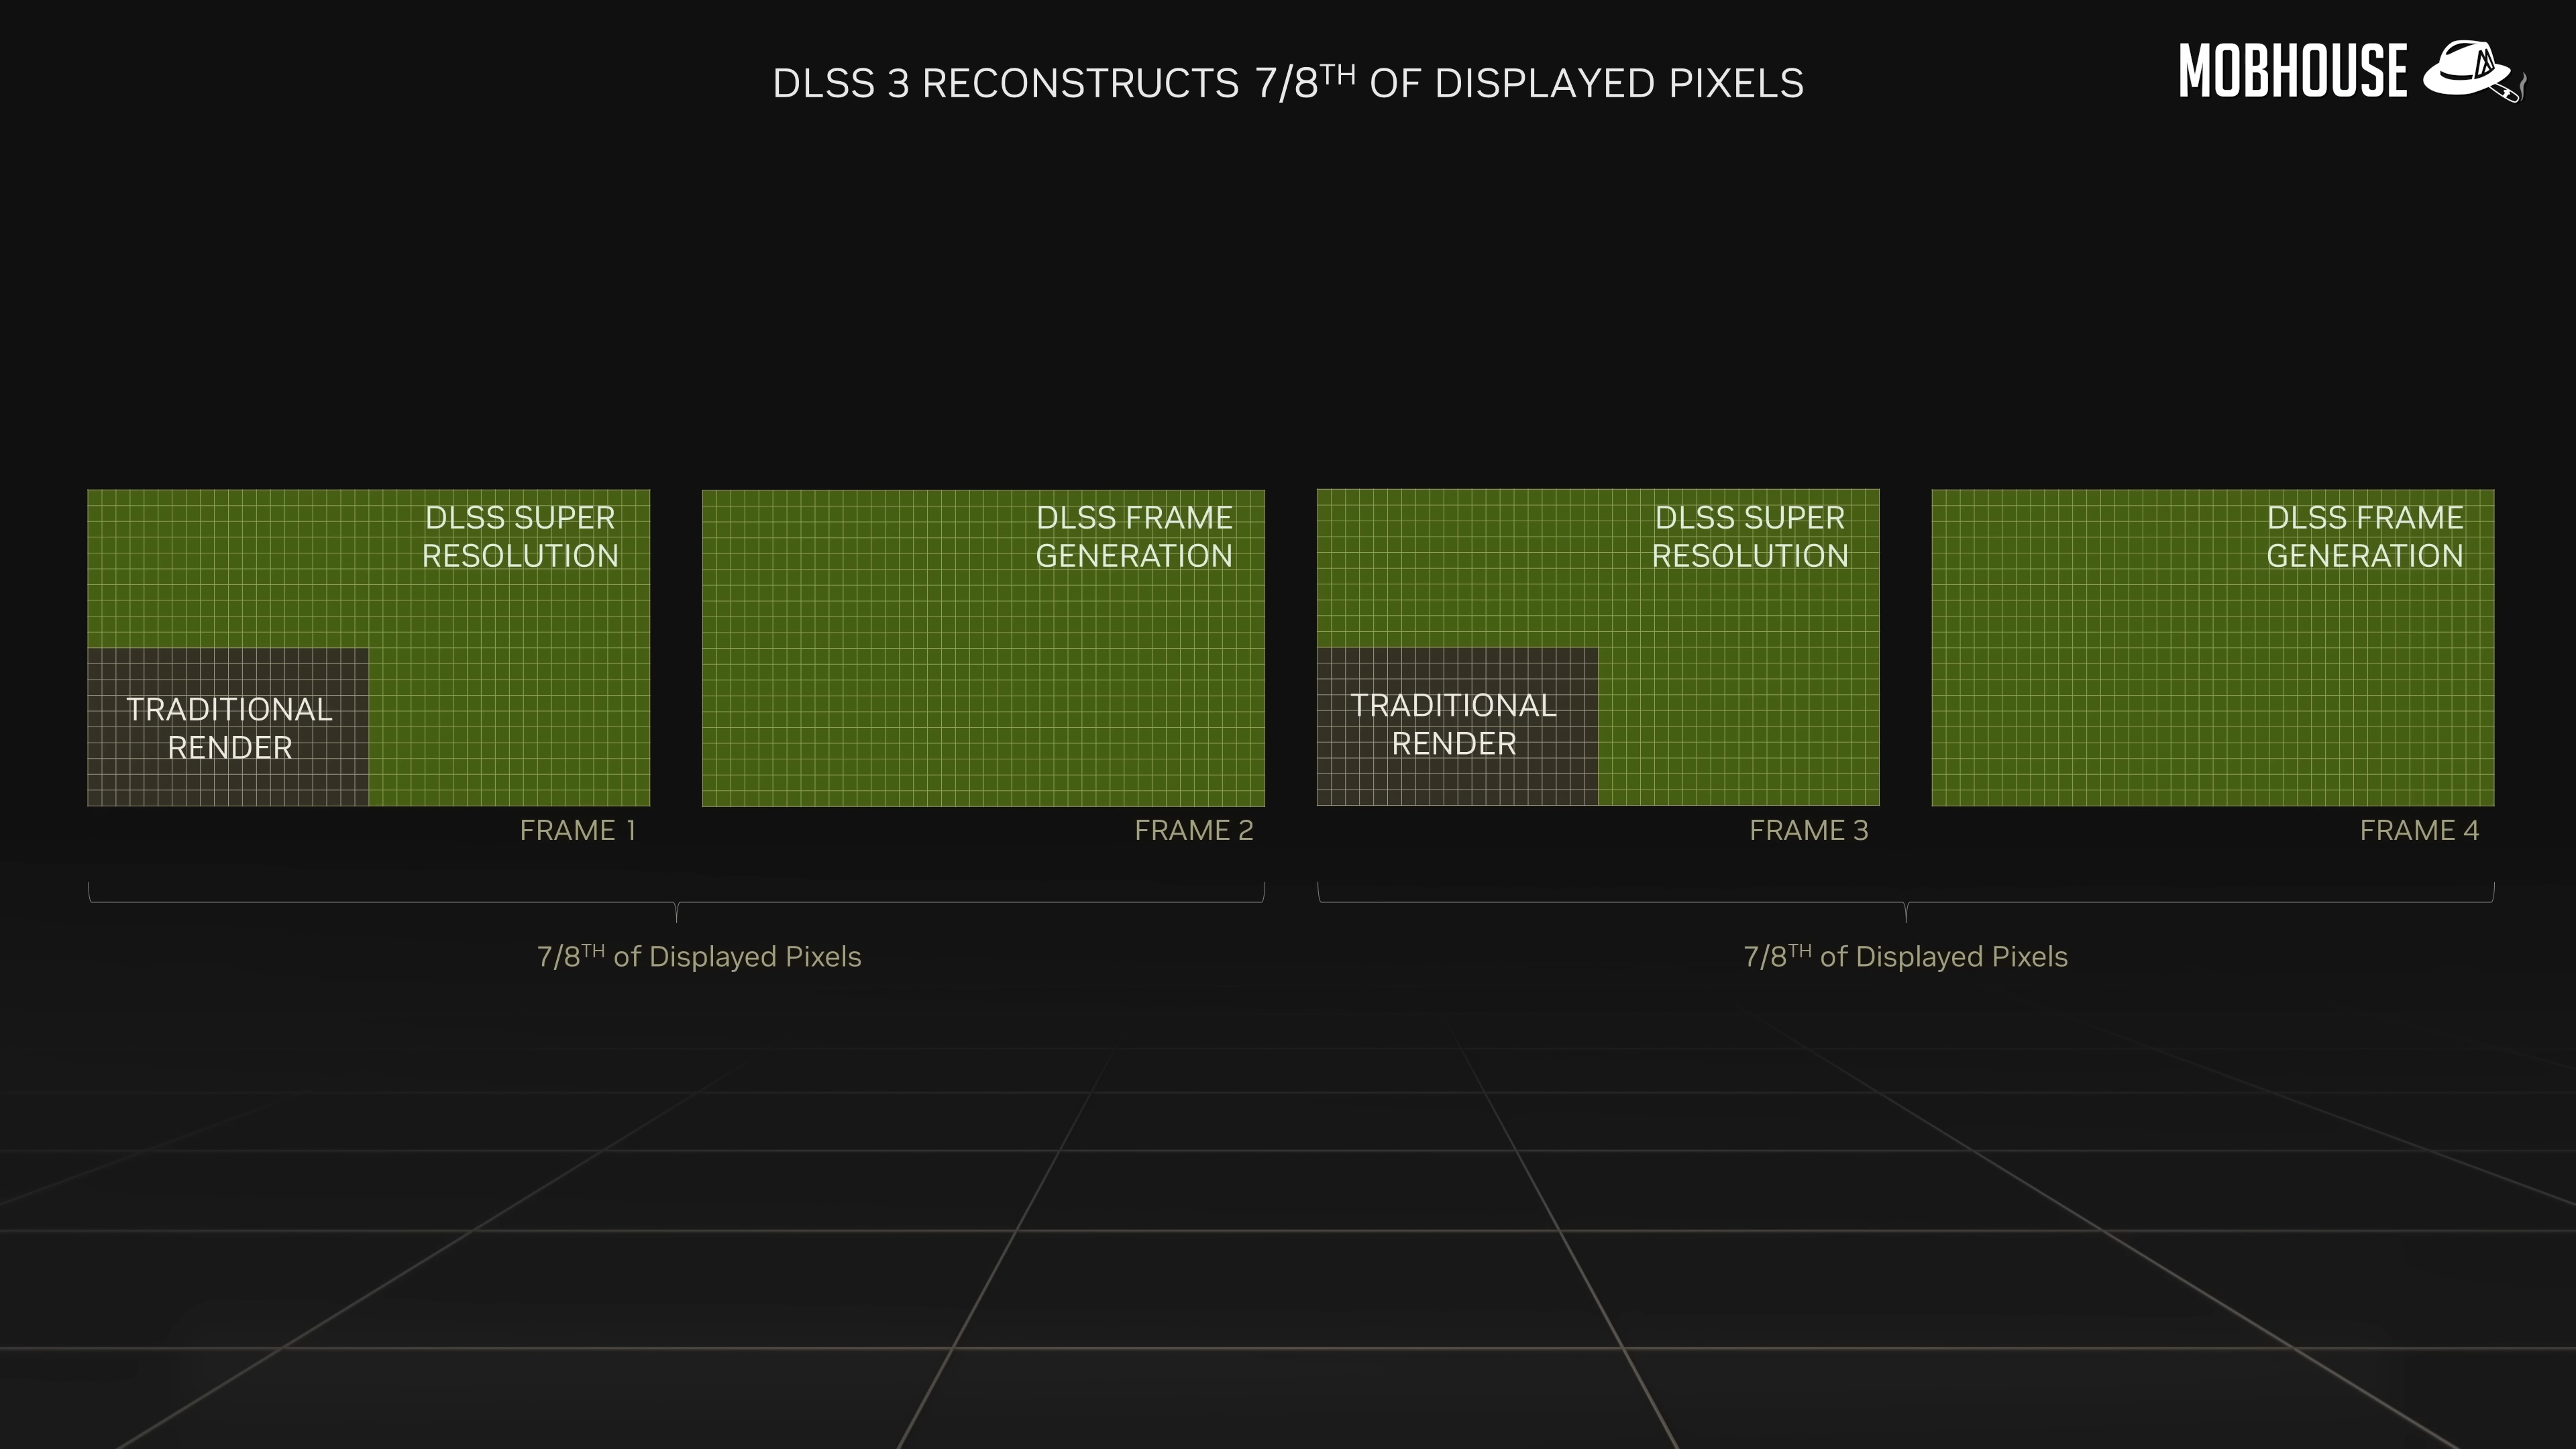 DLSS 3 RECONSTRUCTS 7/8TH OF DISPLAYED PIXELS
MOBHOUSE
DLSS SUPER
RESOLUTION
TRADITIONAL
RENDER
FRAME 1
DLSS FRAME
GENERATION
FRAME 2
DLSS SUPER
RESOLUTION
TRADITIONAL
RENDER
FRAME 3
DLSS FRAME
GENERATION
FRAME 4
7/8TH of Displayed Pixels
7/8TH of Displayed Pixels